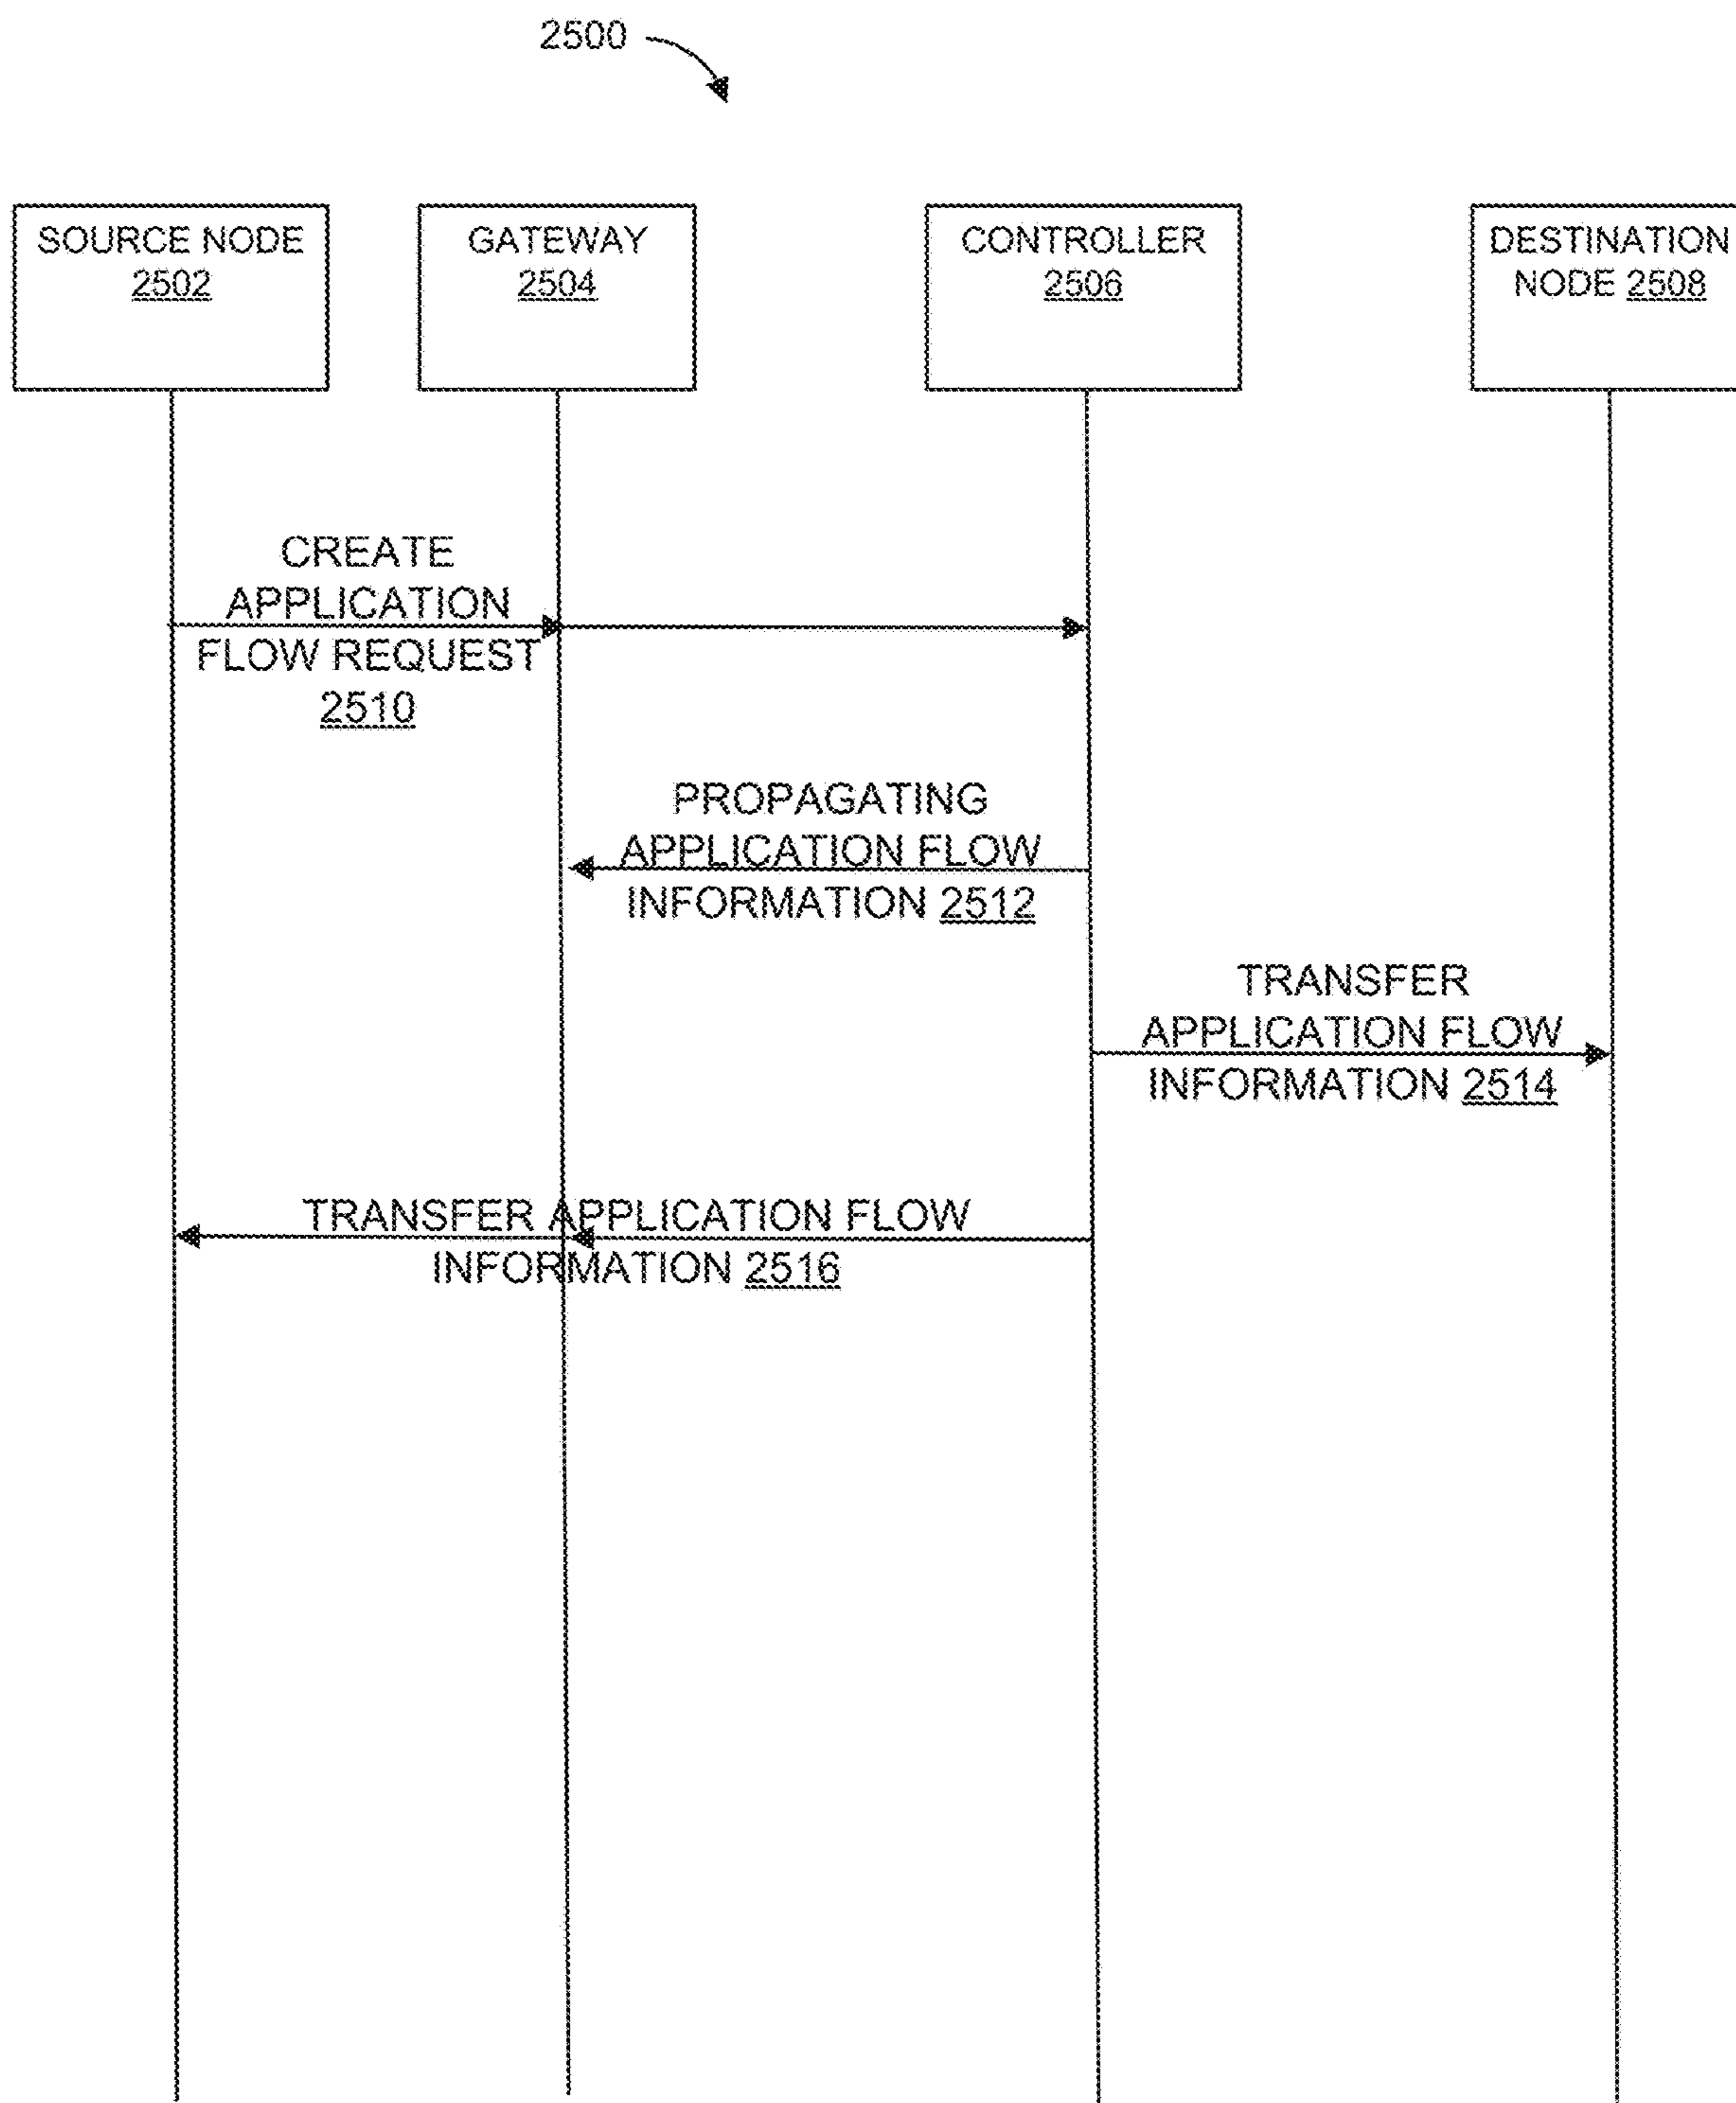 2500
SOURCE NODE
2502
GATEWAY
2504
CONTROLLER
2506
DESTINATION
NODE 2508
CREATE
APPLICATION
FLOW REQUEST
2510
PROPAGATING
APPLICATION FLOW
INFORMATION 2512
TRANSFER
APPLICATION FLOW
INFORMATION 2514
TRANSFER APPLICATION FLOW
INFORMATION 2516